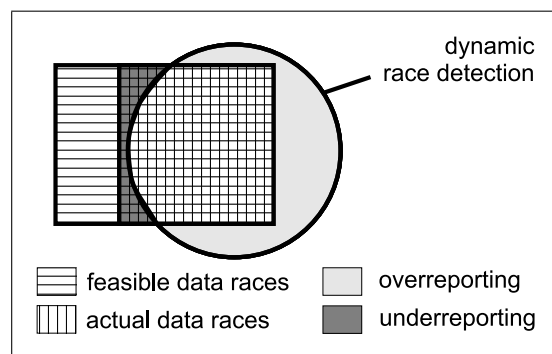 dynamic
race detection
feasible data races
overreporting
actual data races
underreporting